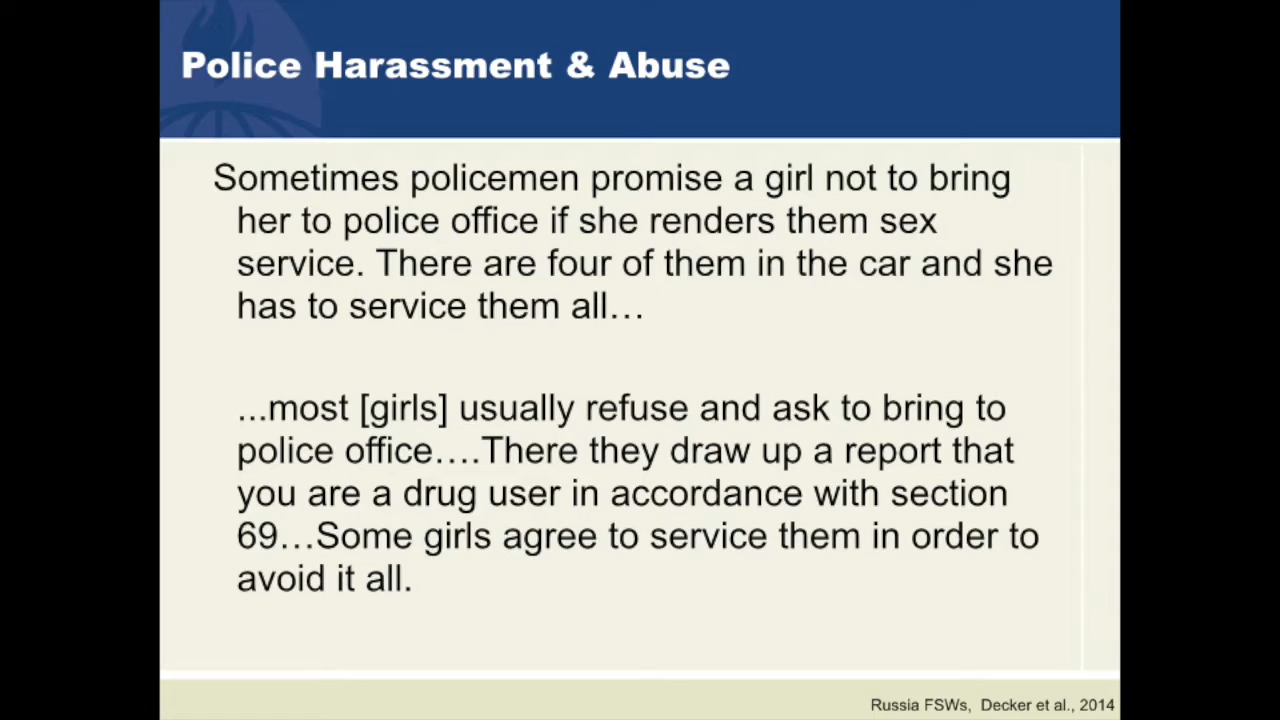 Police Harassment & Abuse
Sometimes policemen promise a girl not to bring
her to police office if she renders them sex
service. There are four of them in the car and she
has to service them all…
...most [girls] usually refuse and ask to bring to
police office….There they draw up a report that
you are a drug user in accordance with section
69…Some girls agree to service them in order to
avoid it all.
Russia FSWs, Decker et al., 2014